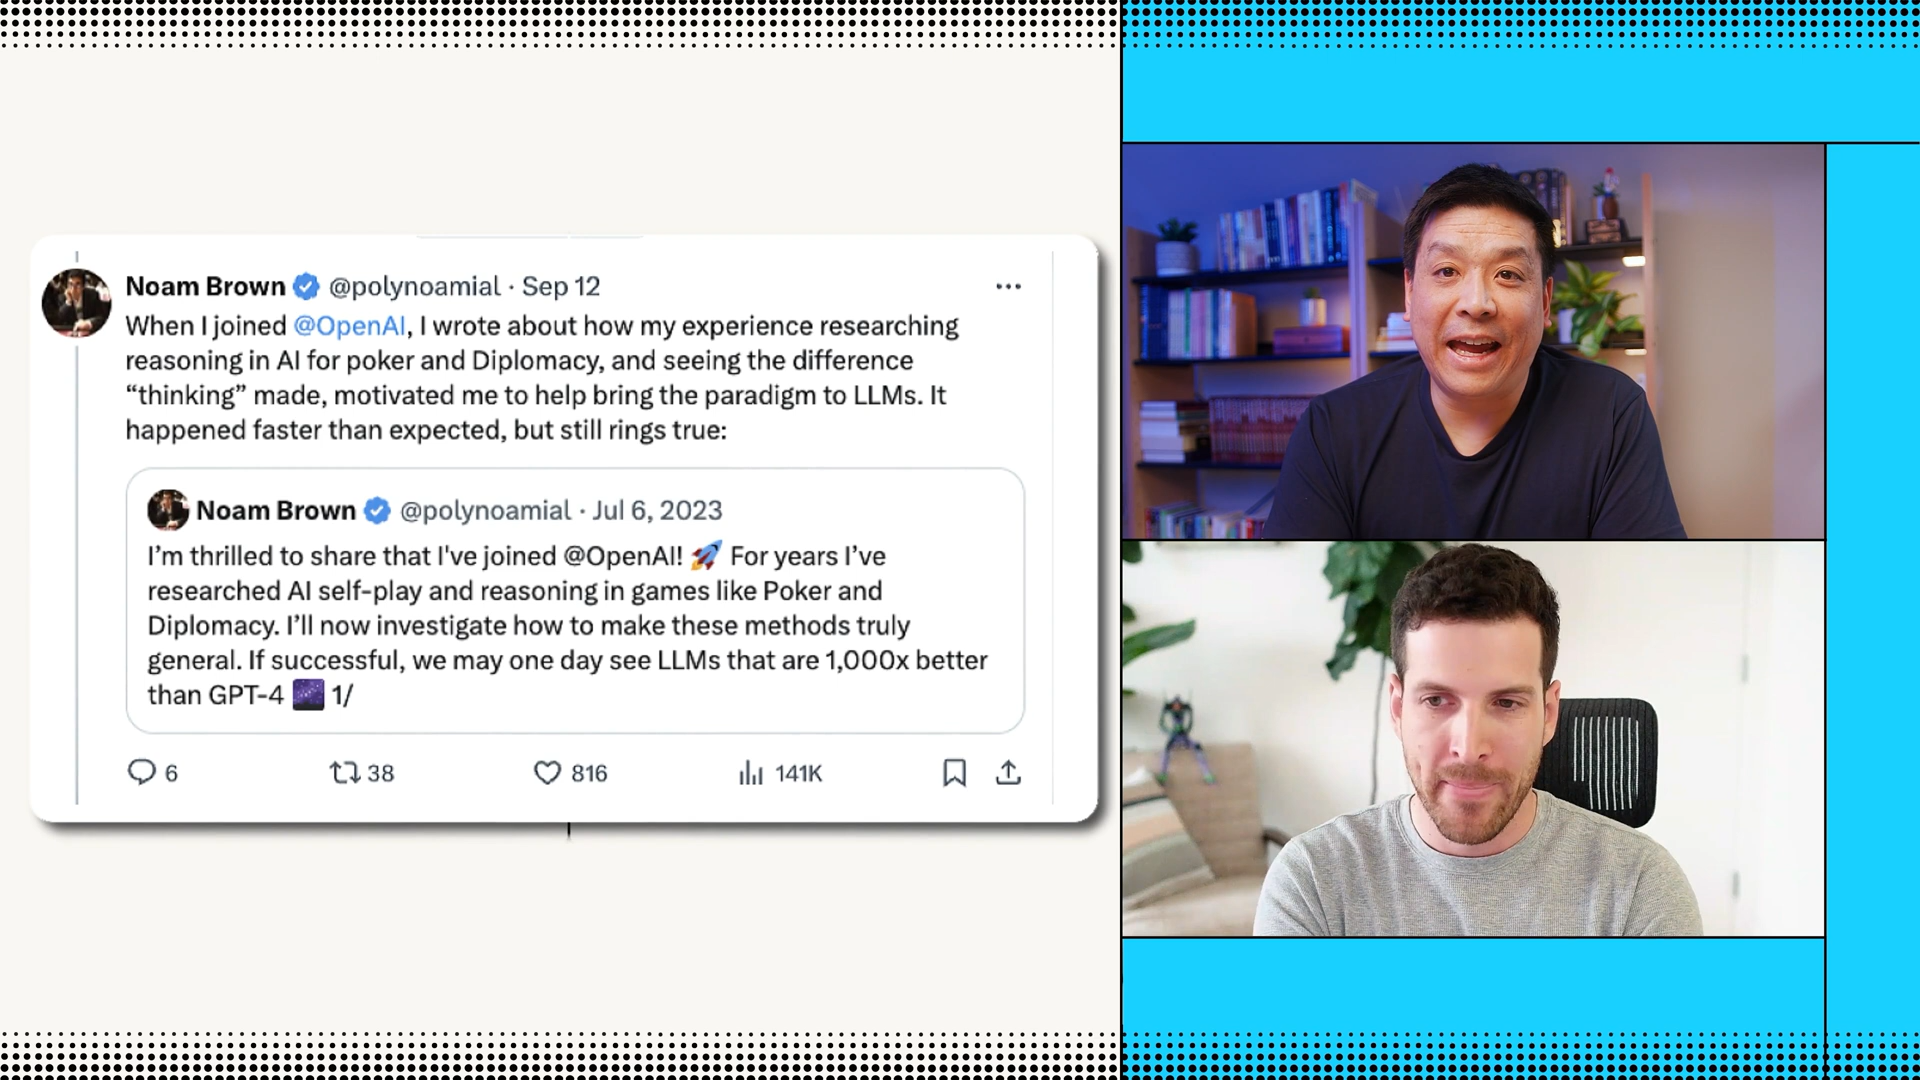 Noam Brown @polynoamial · Sep 12
When I joined @OpenAI, I wrote about how my experience researching
reasoning in AI for poker and Diplomacy, and seeing the difference
“thinking” made, motivated me to help bring the paradigm to LLMs. It
happened faster than expected, but still rings true:
Noam Brown @polynoamial · Jul 6, 2023
I’m thrilled to share that I've joined @OpenAI! 🚀 For years I’ve
researched AI self-play and reasoning in games like Poker and
Diplomacy. I’ll now investigate how to make these methods truly
general. If successful, we may one day see LLMs that are 1,000x better
than GPT-4 🌌 1/
6 38 816 141K